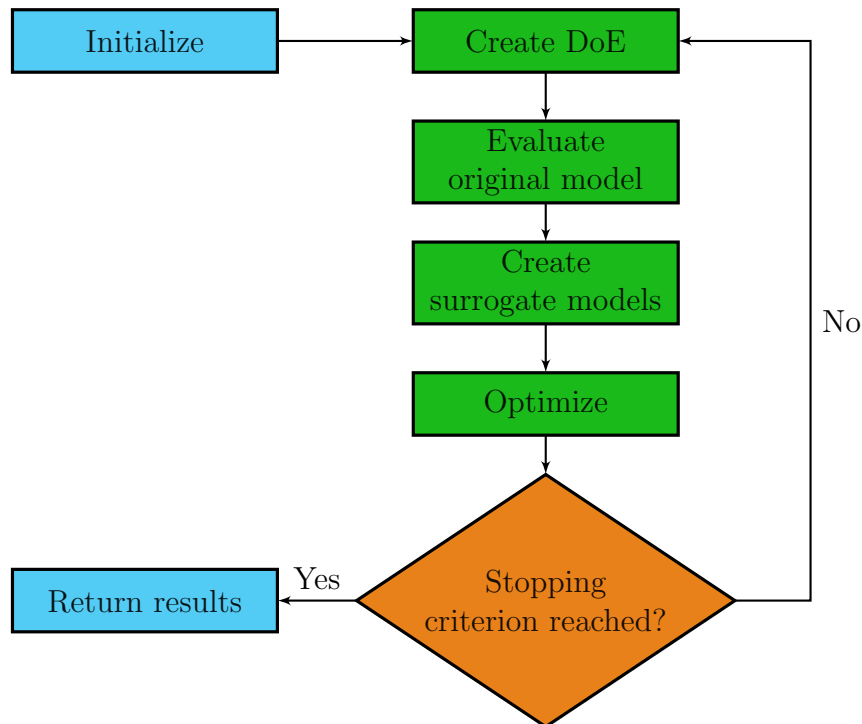 Initialize
Create DoE
Evaluate
original model
Create
surrogate models
No
Optimize
Stopping
criterion reached?
Yes
Return results